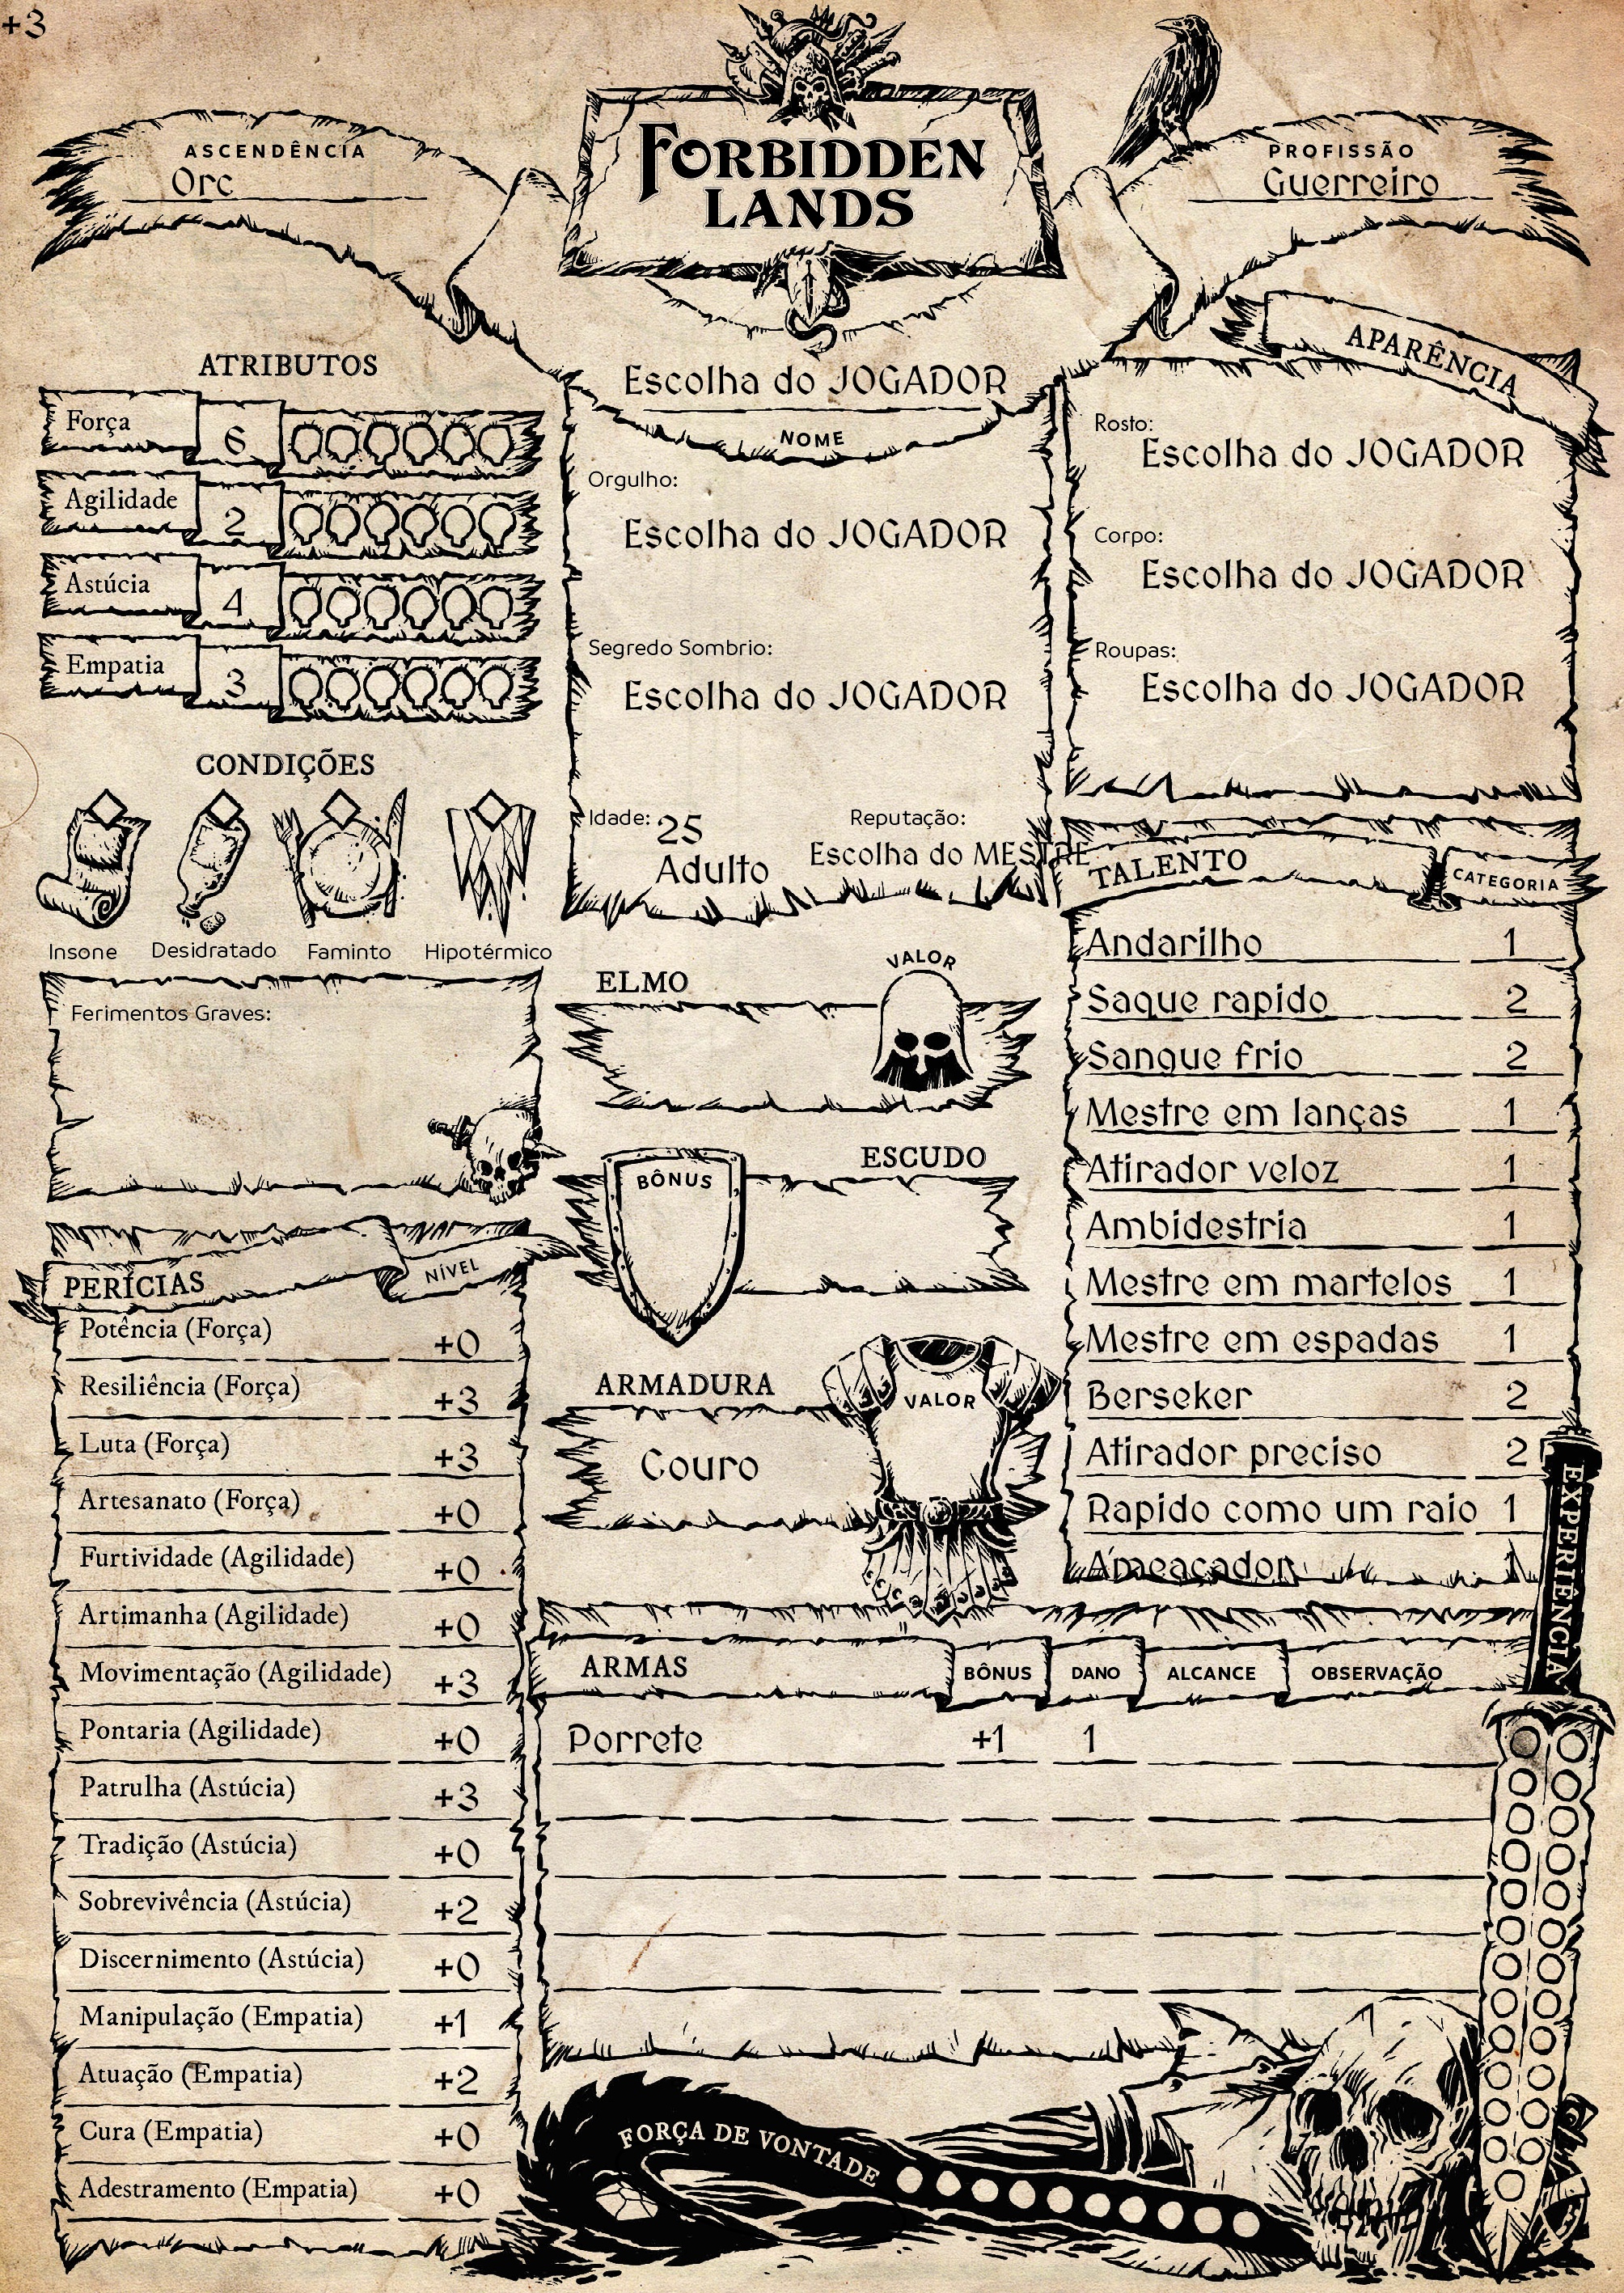 +3
ASCENDÊNCIA
Orc
FORBIDDEN
LANDS
PROFISSÃO
Guerreiro
ATRIBUTOS
Força 6
Agilidade 2
Astúcia 4
Empatia 3
CONDIÇÕES
Insone Desidratado Faminto Hipotérmico
Ferimentos Graves:
PERÍCIAS NÍVEL
Potência (Força) +0
Resiliência (Força) +3
Luta (Força) +3
Artesanato (Força) +0
Furtividade (Agilidade) +0
Artimanha (Agilidade) +0
Movimentação (Agilidade) +3
Pontaria (Agilidade) +0
Patrulha (Astúcia) +3
Tradição (Astúcia) +0
Sobrevivência (Astúcia) +2
Discernimento (Astúcia) +0
Manipulação (Empatia) +1
Atuação (Empatia) +2
Cura (Empatia) +0
Adestramento (Empatia) +0
Escolha do JOGADOR
NOME
Orgulho:
Escolha do JOGADOR
Segredo Sombrio:
Escolha do JOGADOR
Idade: 25
Adulto
Reputação:
Escolha do MESTRE
ELMO VALOR
ESCUDO
BÔNUS
ARMADURA VALOR
Couro
APARÊNCIA
Rosto:
Escolha do JOGADOR
Corpo:
Escolha do JOGADOR
Roupas:
Escolha do JOGADOR
TALENTO CATEGORIA
Andarilho 1
Saque rapido 2
Sangue frio 2
Mestre em lanças 1
Atirador veloz 1
Ambidestria 1
Mestre em martelos 1
Mestre em espadas 1
Berseker 2
Atirador preciso 2
Rapido como um raio 1
Ameaçador 1
EXPERIÊNCIA
ARMAS BÔNUS DANO ALCANCE OBSERVAÇÃO
Porrete +1 1
FORÇA DE VONTADE